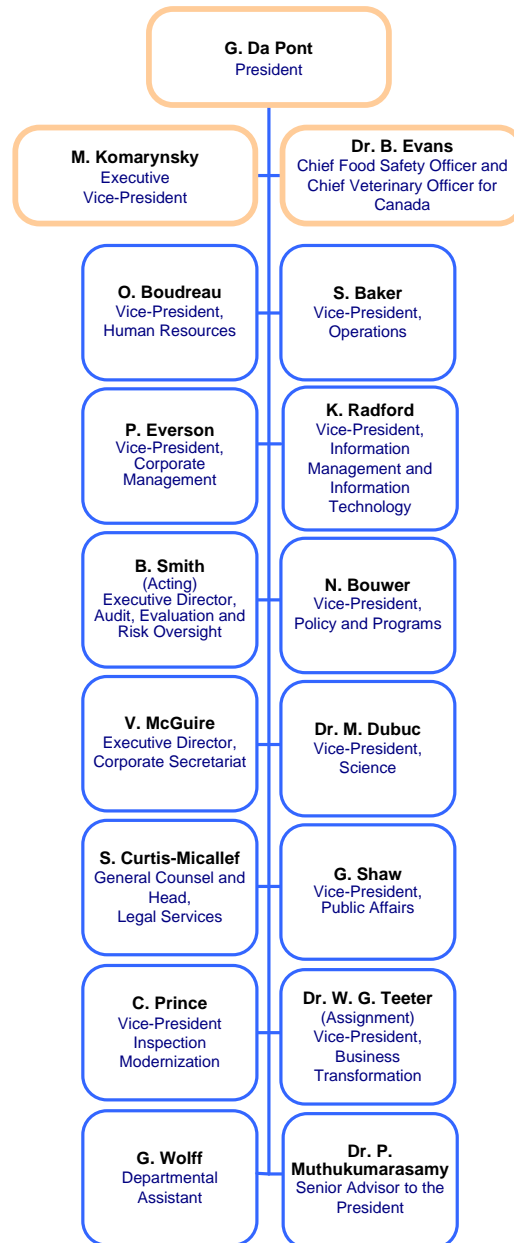 G. Da Pont
President
M. Komarynsky
Executive
Vice-President
Dr. B. Evans
Chief Food Safety Officer and
Chief Veterinary Officer for
Canada
O. Boudreau
Vice-President,
Human Resources
S. Baker
Vice-President,
Operations
P. Everson
Vice-President,
Corporate
Management
K. Radford
Vice-President,
Information
Management and
Information
Technology
B. Smith
(Acting)
Executive Director,
Audit, Evaluation and
Risk Oversight
N. Bouwer
Vice-President,
Policy and Programs
V. McGuire
Executive Director,
Corporate Secretariat
Dr. M. Dubuc
Vice-President,
Science
S. Curtis-Micallef
General Counsel and
Head,
Legal Services
G. Shaw
Vice-President,
Public Affairs
C. Prince
Vice-President
Inspection
Modernization
Dr. W. G. Teeter
(Assignment)
Vice-President,
Business
Transformation
G. Wolff
Departmental
Assistant
Dr. P.
Muthukumarasamy
Senior Advisor to the
President